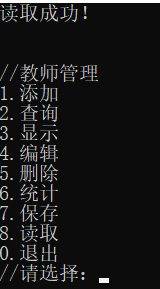 读取成功!
//教师管理
1.添加
2.查询
3.显示
4.编辑
5.删除
6.统计
7.保存
8.读取
0.退出
//请选择: